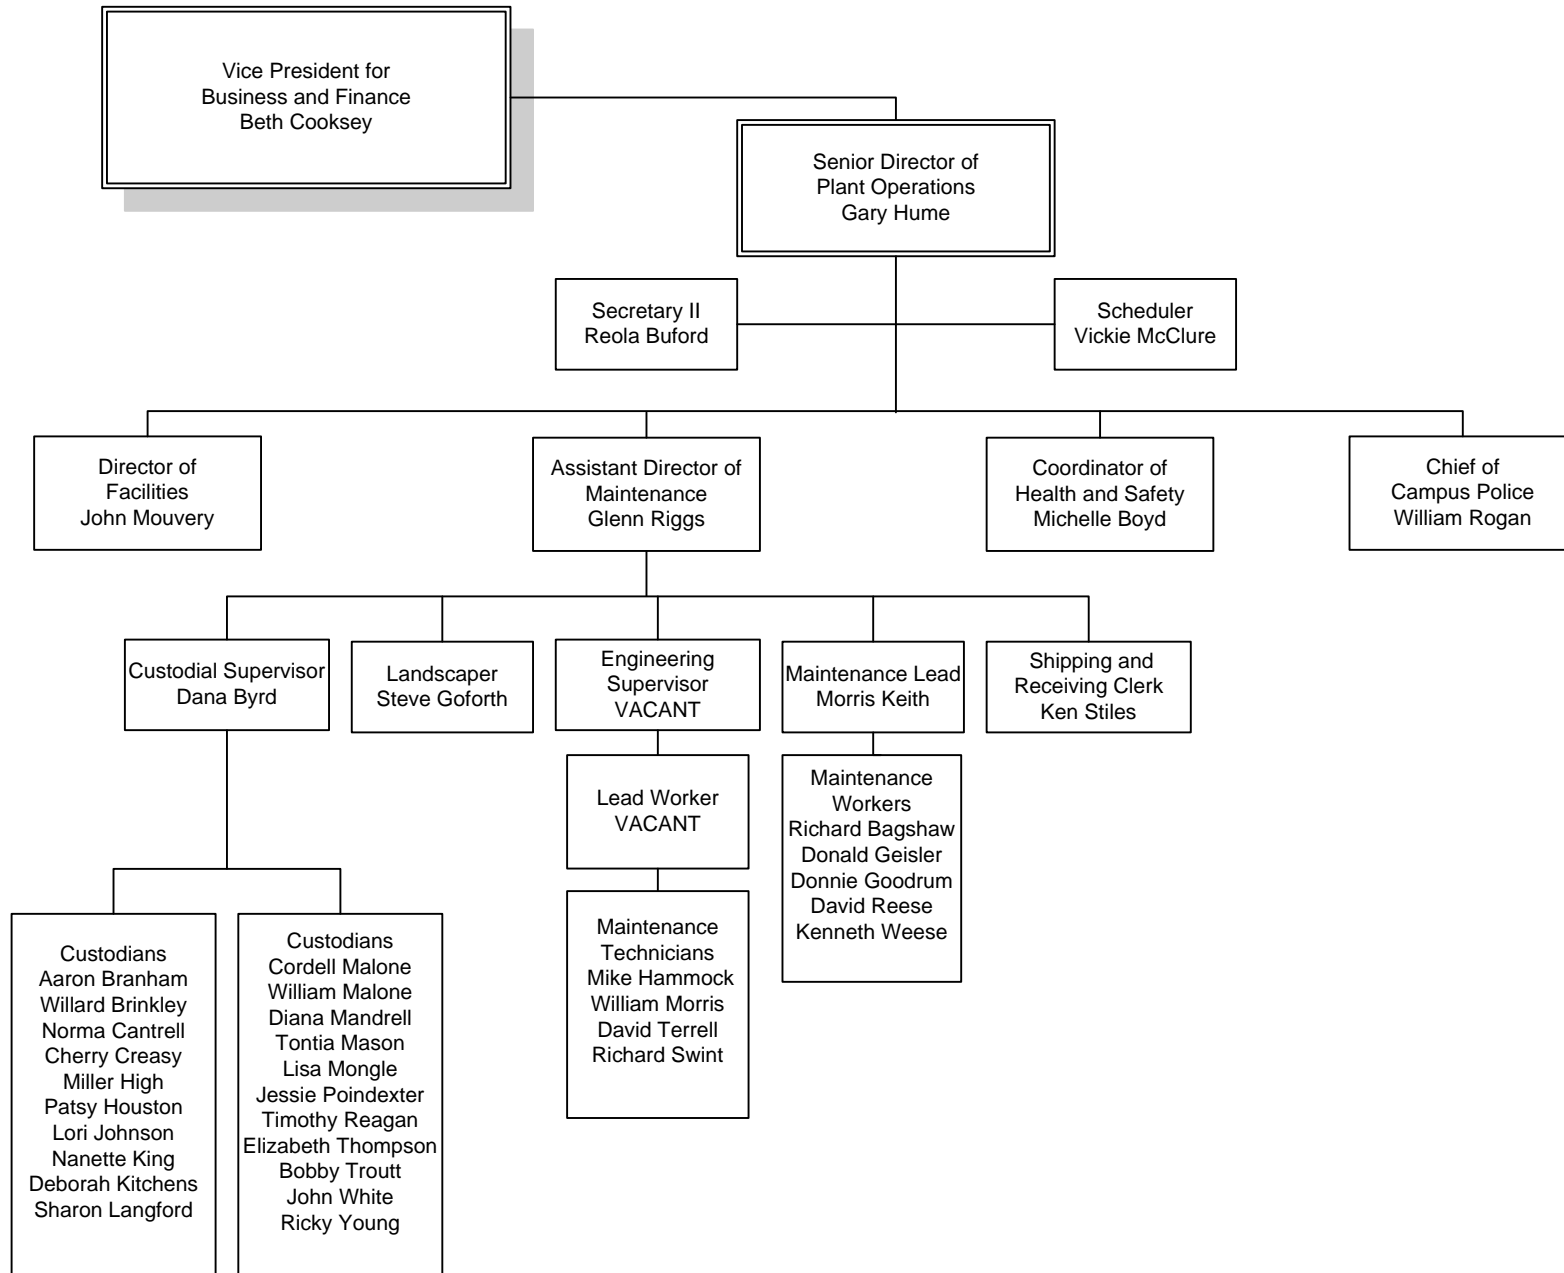 Vice President for
Business and Finance
Beth Cooksey
Senior Director of
Plant Operations
Gary Hume
Secretary II
Reola Buford
Scheduler
Vickie McClure
Director of
Facilities
John Mouvery
Assistant Director of
Maintenance
Glenn Riggs
Coordinator of
Health and Safety
Michelle Boyd
Chief of
Campus Police
William Rogan
Custodial Supervisor
Dana Byrd
Landscaper
Steve Goforth
Engineering
Supervisor
VACANT
Maintenance Lead
Morris Keith
Shipping and
Receiving Clerk
Ken Stiles
Lead Worker
VACANT
Maintenance
Workers
Richard Bagshaw
Donald Geisler
Donnie Goodrum
David Reese
Kenneth Weese
Maintenance
Technicians
Mike Hammock
William Morris
David Terrell
Richard Swint
Custodians
Aaron Branham
Willard Brinkley
Norma Cantrell
Cherry Creasy
Miller High
Patsy Houston
Lori Johnson
Nanette King
Deborah Kitchens
Sharon Langford
Custodians
Cordell Malone
William Malone
Diana Mandrell
Tontia Mason
Lisa Mongle
Jessie Poindexter
Timothy Reagan
Elizabeth Thompson
Bobby Troutt
John White
Ricky Young